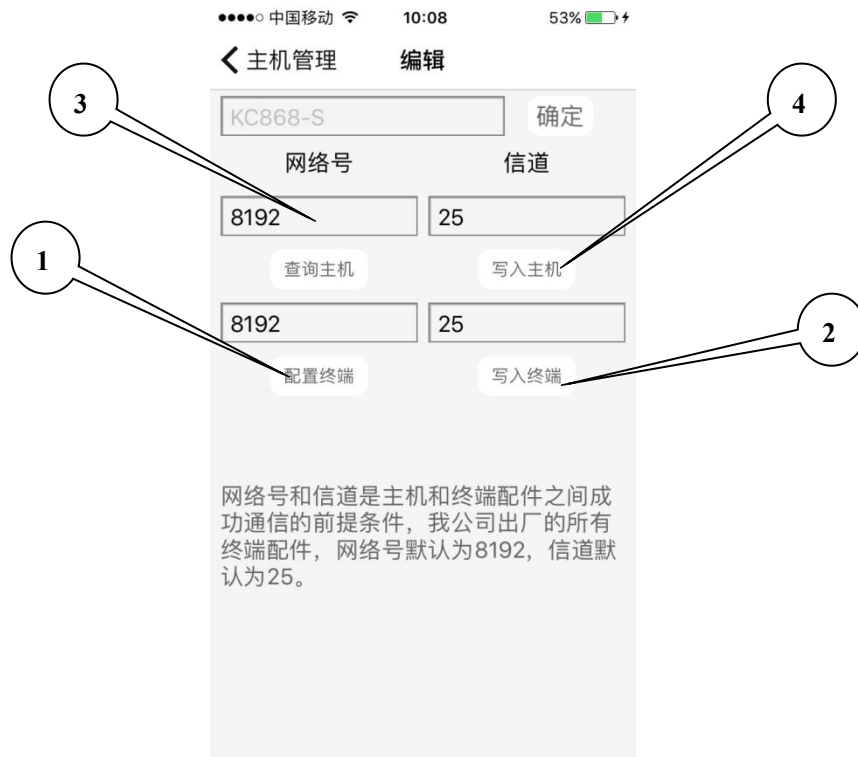 ●●●●○ 中国移动 10:08 53%
主机管理 编辑
3
4
KC868-S 确定
网络号 信道
8192 25
1
查询主机 写入主机
8192 25
2
配置终端 写入终端
网络号和信道是主机和终端配件之间成
功通信的前提条件，我公司出厂的所有
终端配件，网络号默认为8192，信道默
认为25。